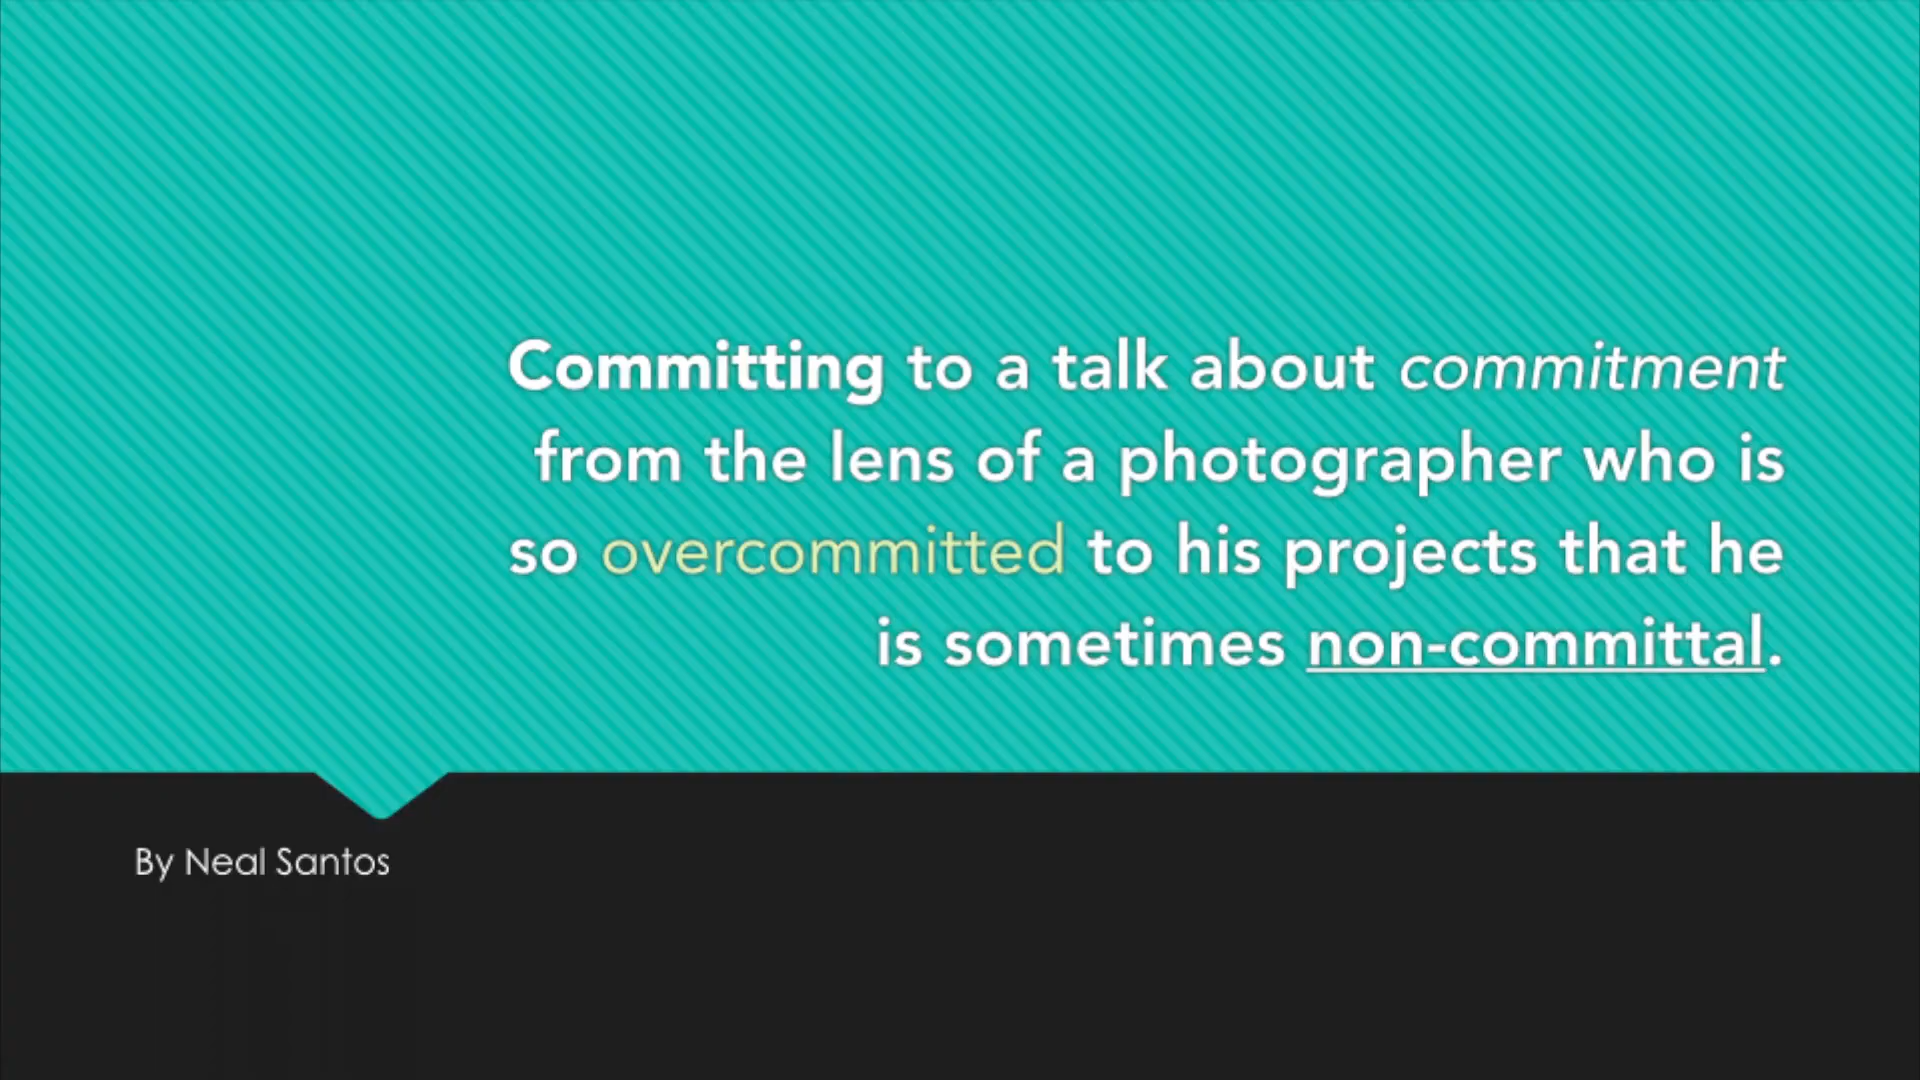 Committing to a talk about commitment
from the lens of a photographer who is
so overcommitted to his projects that he
is sometimes non-committal.
By Neal Santos